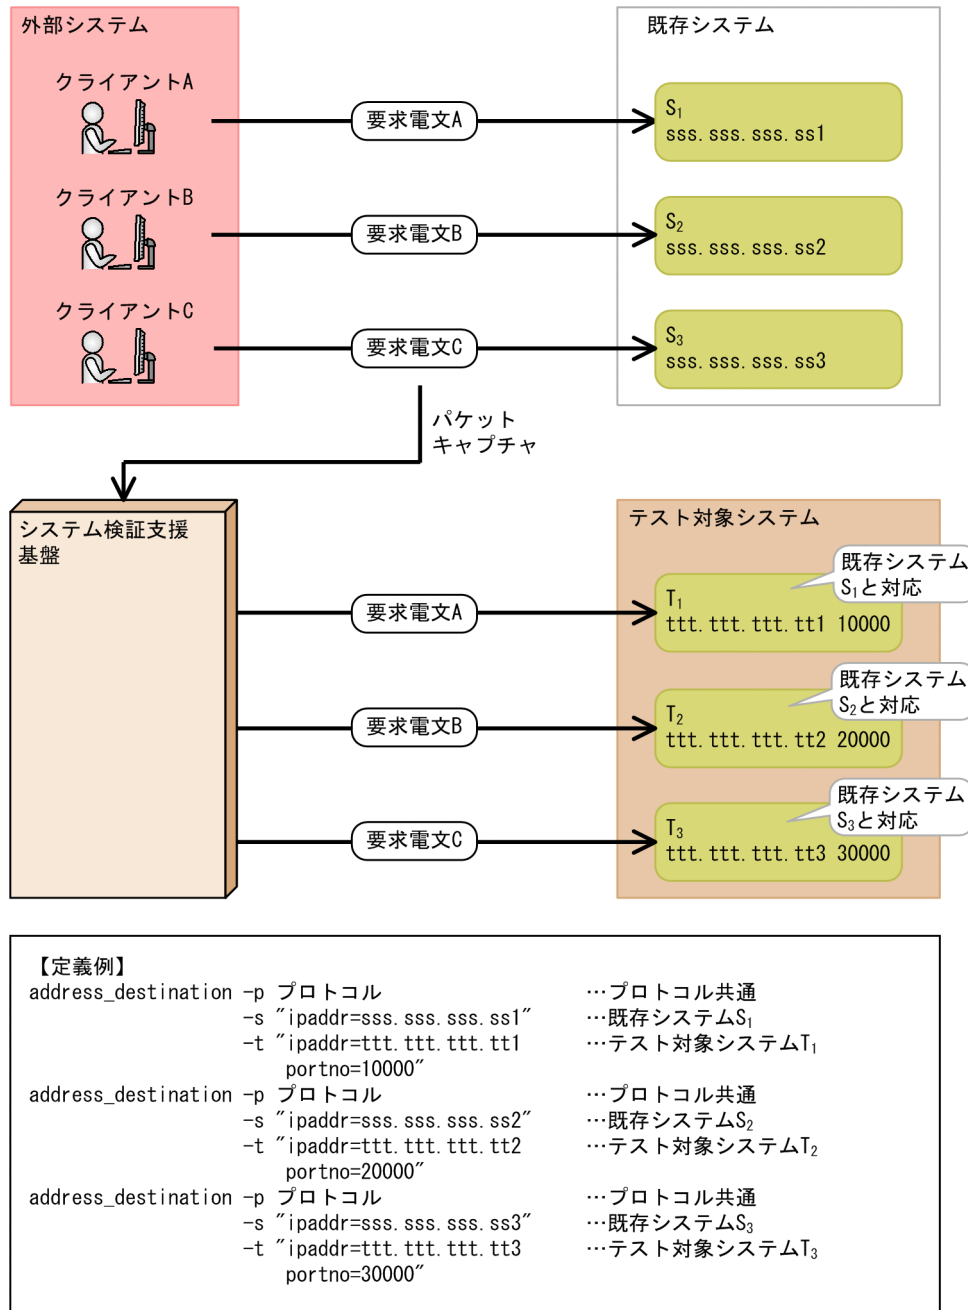 外部システム
既存システム
クライアントA
要求電文A
S1
sss.sss.sss.ss1
クライアントB
要求電文B
S2
sss.sss.sss.ss2
クライアントC
要求電文C
S3
sss.sss.sss.ss3
パケット
キャプチャ
システム検証支援
基盤
テスト対象システム
既存システム
S1と対応
要求電文A
T1
ttt.ttt.ttt.tt1 10000
既存システム
S2と対応
要求電文B
T2
ttt.ttt.ttt.tt2 20000
既存システム
S3と対応
要求電文C
T3
ttt.ttt.ttt.tt3 30000
【定義例】
address_destination -p プロトコル …プロトコル共通
-s "ipaddr=sss.sss.sss.ss1" …既存システムS1
-t "ipaddr=ttt.ttt.ttt.tt1 …テスト対象システムT1
portno=10000"
address_destination -p プロトコル …プロトコル共通
-s "ipaddr=sss.sss.sss.ss2" …既存システムS2
-t "ipaddr=ttt.ttt.ttt.tt2 …テスト対象システムT2
portno=20000"
address_destination -p プロトコル …プロトコル共通
-s "ipaddr=sss.sss.sss.ss3" …既存システムS3
-t "ipaddr=ttt.ttt.ttt.tt3 …テスト対象システムT3
portno=30000"